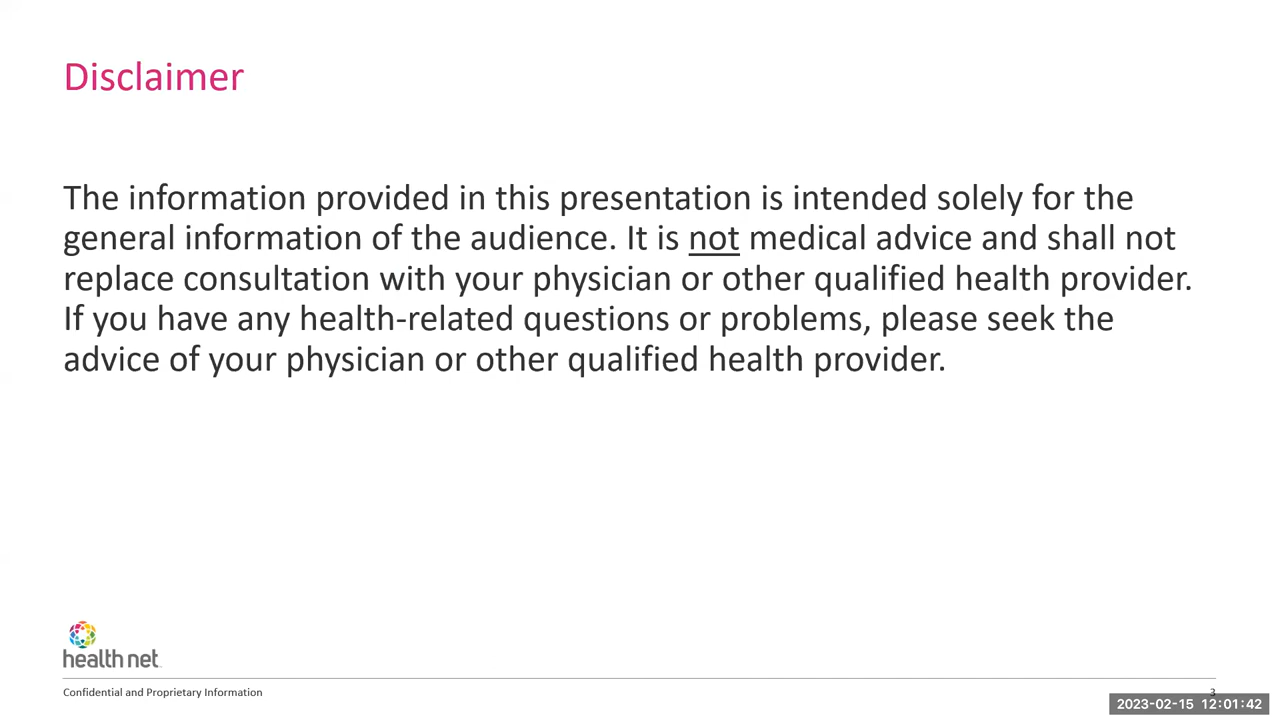 Disclaimer
The information provided in this presentation is intended solely for the
general information of the audience. It is not medical advice and shall not
replace consultation with your physician or other qualified health provider.
If you have any health-related questions or problems, please seek the
advice of your physician or other qualified health provider.
health net
Confidential and Proprietary Information
3
2023-02-15 12:01:42